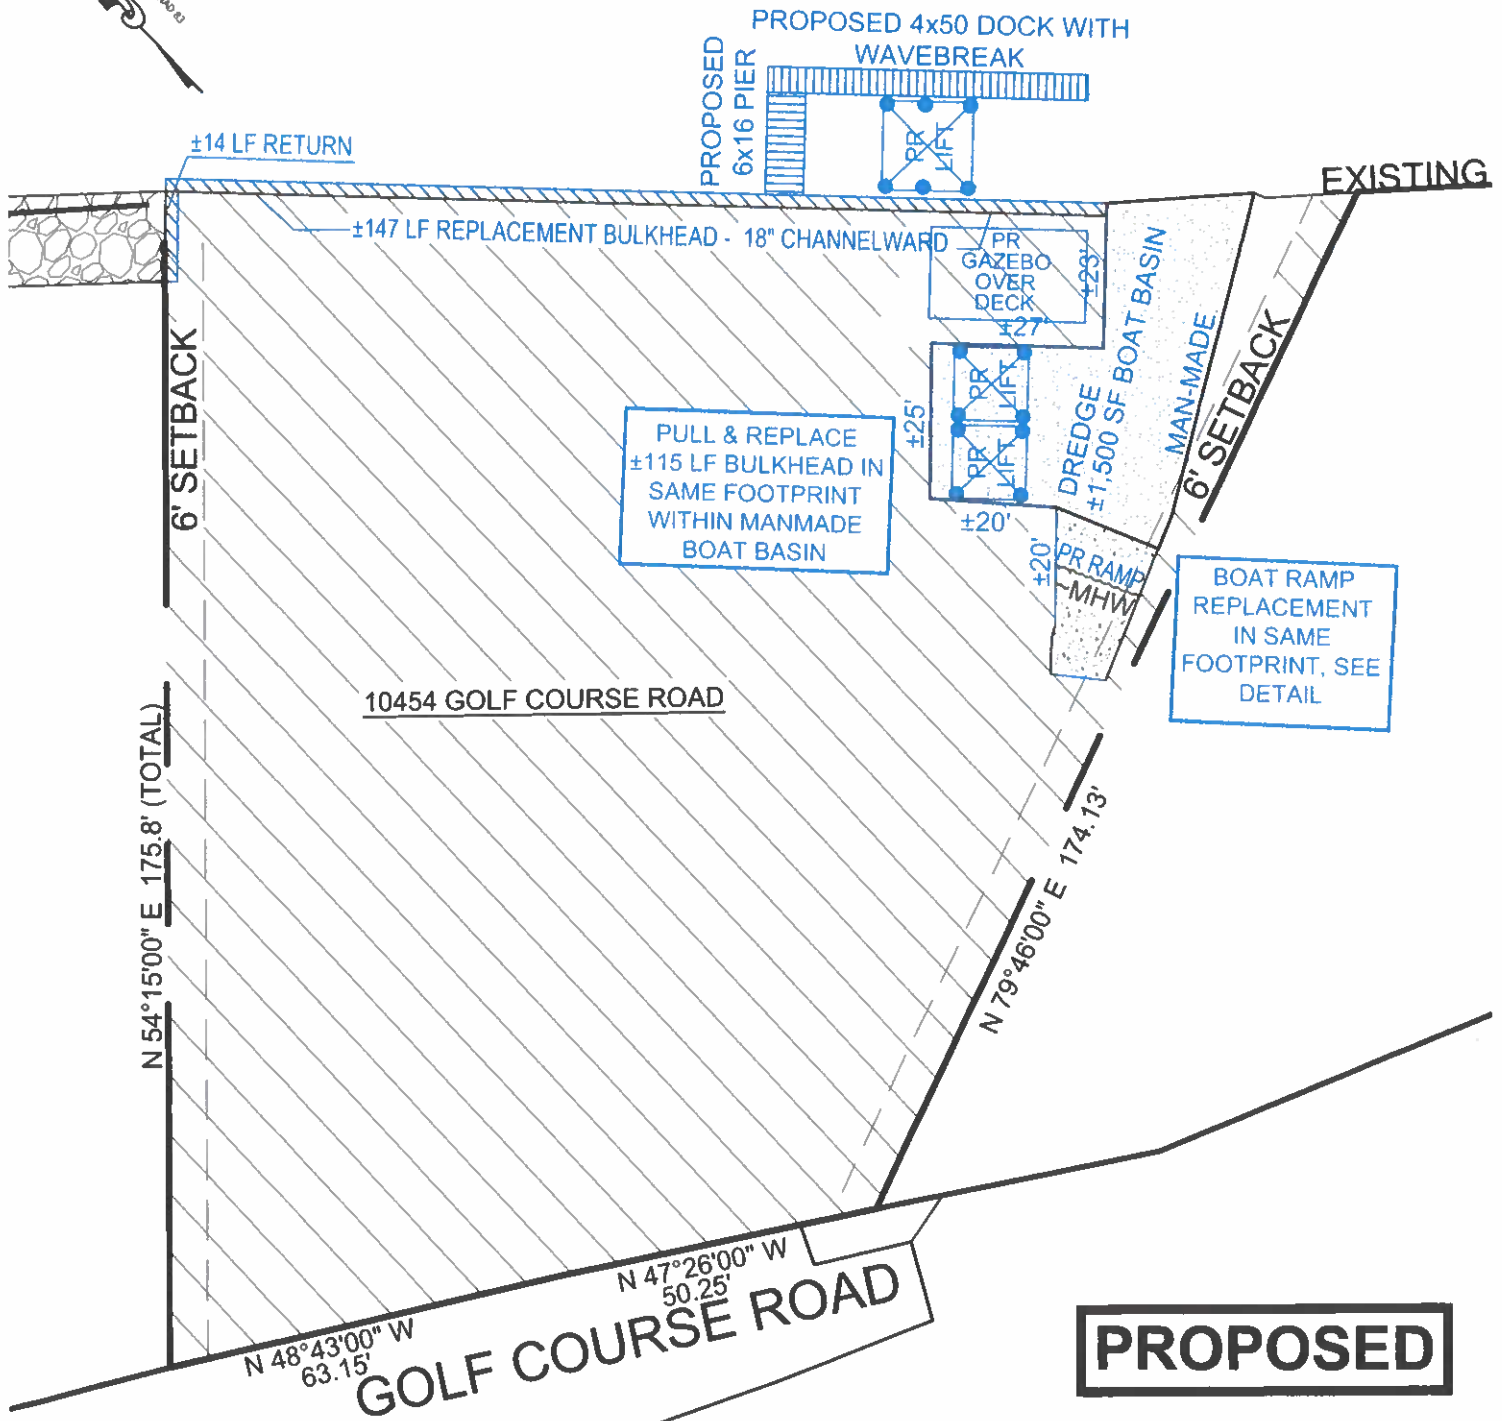 PROPOSED 4x50 DOCK WITH
WAVEBREAK
PROPOSED
6x16 PIER
±14 LF RETURN
PR
LIFT
EXISTING
±147 LF REPLACEMENT BULKHEAD - 18" CHANNELWARD
PR
GAZEBO
OVER
DECK
±23'
±27'
6' SETBACK
PR
LIFT
PR
LIFT
±25'
±20'
DREDGE
±1,500 SF BOAT BASIN
MAN-MADE
6' SETBACK
PULL & REPLACE
±115 LF BULKHEAD IN
SAME FOOTPRINT
WITHIN MANMADE
BOAT BASIN
±20'
PR RAMP
MHW
BOAT RAMP
REPLACEMENT
IN SAME
FOOTPRINT, SEE
DETAIL
10454 GOLF COURSE ROAD
N 54°15'00" E 175.8' (TOTAL)
N 79°46'00" E 174.13'
N 47°26'00" W
50.25'
N 48°43'00" W
63.15'
GOLF COURSE ROAD
PROPOSED